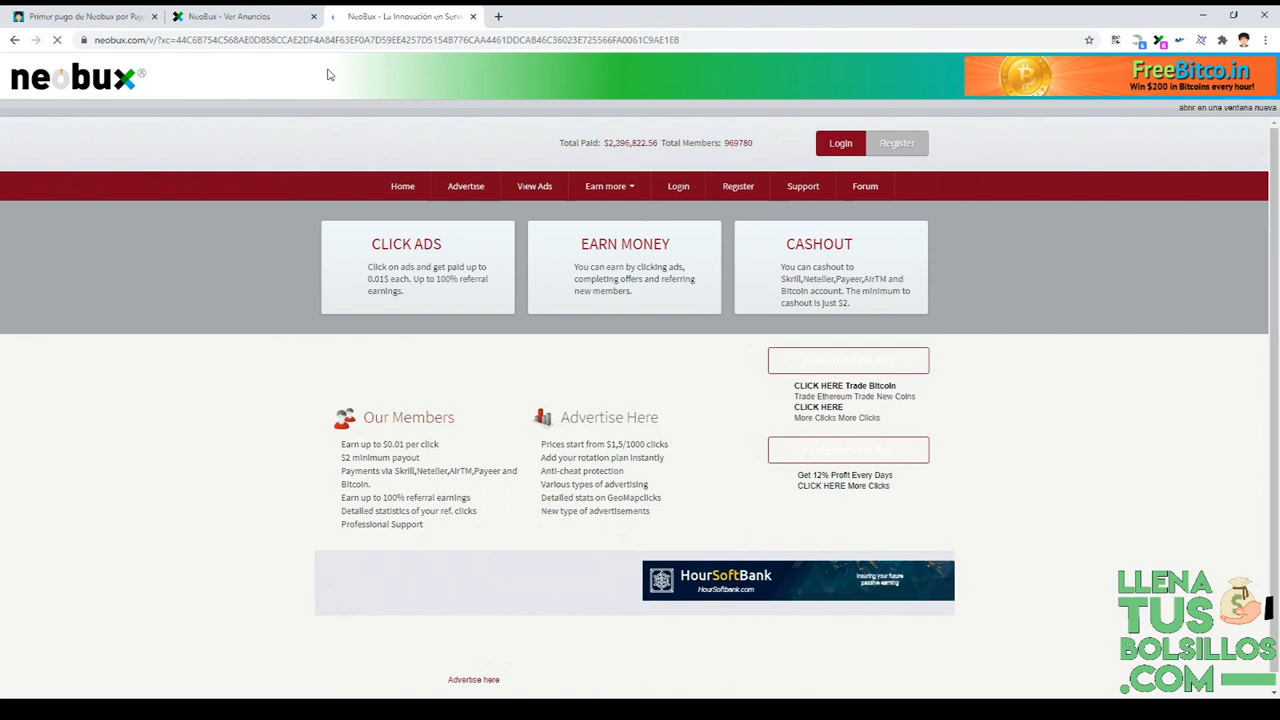 Primer pago de Neobux por Payp
NeoBux - Ver Anuncios
NeoBux - La Innovación en Serv
neobux.com/v/?xc=44C6B754C568AE0D858CCAE2DF4A84F63EF0A7D59EE4257D5154B776CAA4461DDCAB46C36023E725566FA0061C9AE1E8
neobux®
FreeBitco.in
Win $200 in Bitcoins every hour!
abrir en una ventana nueva
Total Paid: $2,396,822.56 Total Members: 969780
Login Register
Home Advertise View Ads Earn more Login Register Support Forum
CLICK ADS
Click on ads and get paid up to
0.01$ each. Up to 100% referral
earnings.
EARN MONEY
You can earn by clicking ads,
completing offers and referring
new members.
CASHOUT
You can cashout to
Skrill,Neteller,Payeer,AirTM and
Bitcoin account. The minimum to
cashout is just $2.
CLICK HERE Trade Bitcoin
Trade Ethereum Trade New Coins
CLICK HERE
More Clicks More Clicks
Get 12% Profit Every Days
CLICK HERE More Clicks
Our Members
Earn up to $0.01 per click
$2 minimum payout
Payments via Skrill,Neteller,AirTM,Payeer and
Bitcoin.
Earn up to 100% referral earnings
Detailed statistics of your ref. clicks
Professional Support
Advertise Here
Prices start from $1,5/1000 clicks
Add your rotation plan Instantly
Anti-cheat protection
Various types of advertising
Detailed stats on GeoMapclicks
New type of advertisements
HourSoftBank
HourSoftbank.com
Insuring your future
passive earning
Advertise here
LLENA
TUS
BOLSILLOS
.COM